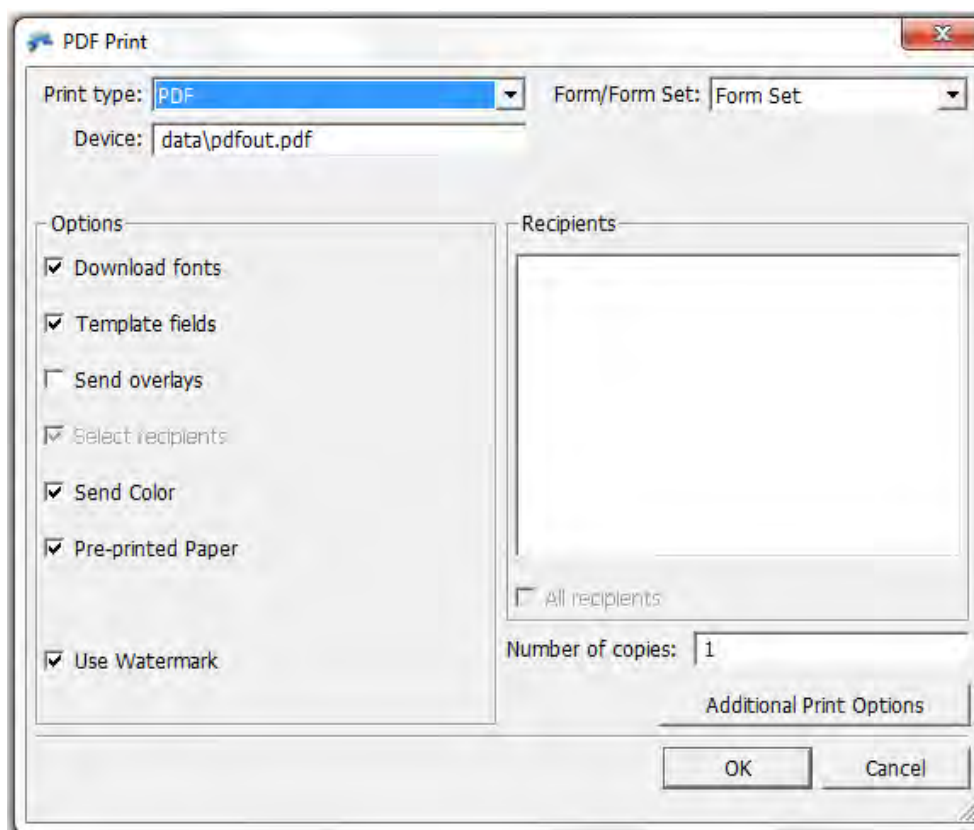 PDF Print
Print type: PDF Form/Form Set: Form Set
Device: data\pdfout.pdf
Options
Download fonts
Template fields
Send overlays
Select recipients
Send Color
Pre-printed Paper
Use Watermark
Recipients
All recipients
Number of copies: 1
Additional Print Options
OK Cancel